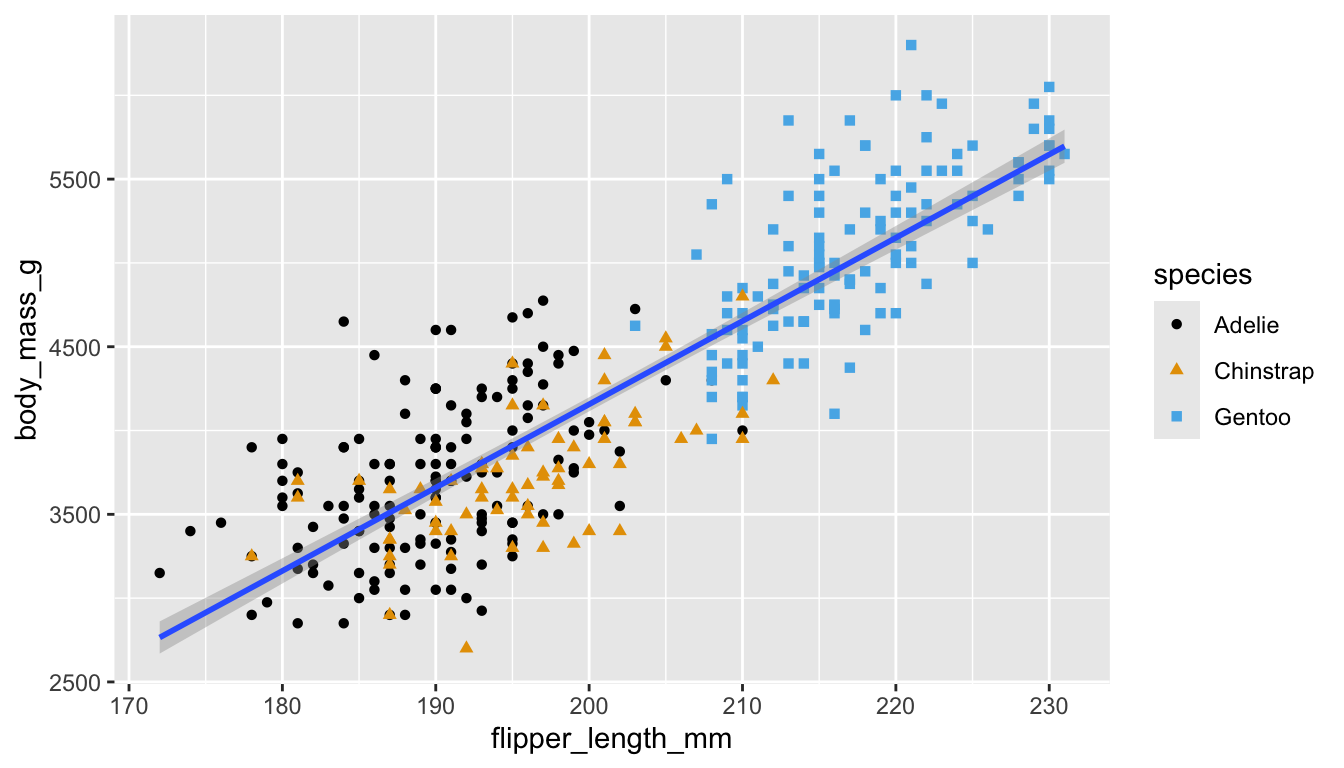 5500
4500
3500
2500
170 180 190 200 210 220 230
flipper_length_mm
body_mass_g
species
Adelie
Chinstrap
Gentoo